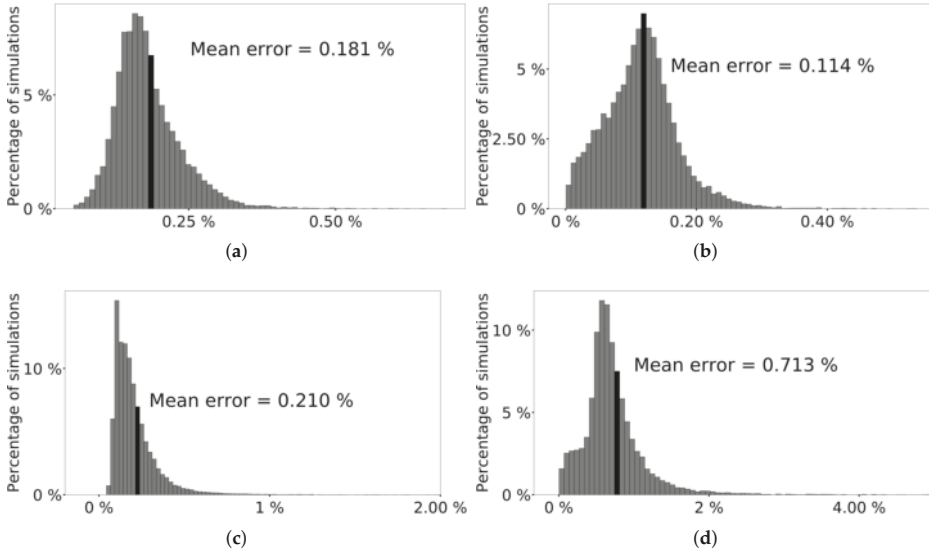 Percentage of simulations
5 %
0 %
Mean error = 0.181 %
0.25 %
0.50 %
(a)
Percentage of simulations
5 %
2.50 %
0 %
Mean error = 0.114 %
0 %
0.20 %
0.40 %
(b)
Percentage of simulations
10 %
0 %
Mean error = 0.210 %
0 %
1 %
2.00 %
(c)
Percentage of simulations
10 %
5 %
0 %
Mean error = 0.713 %
0 %
2 %
4.00 %
(d)